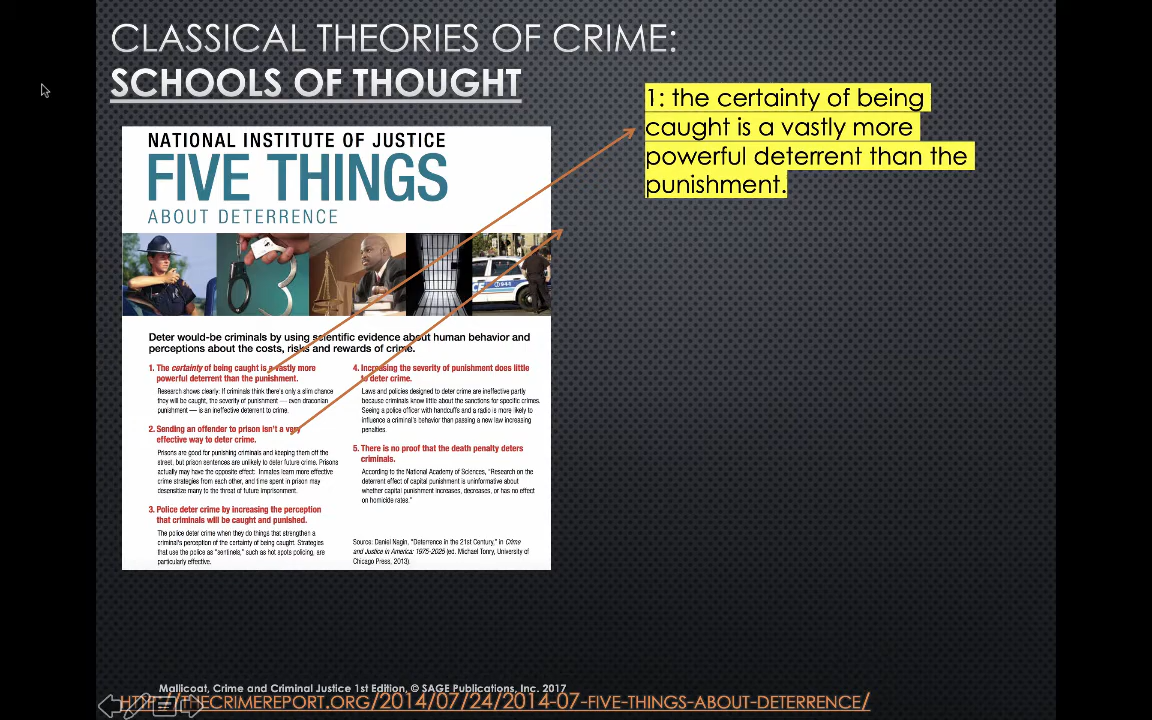 CLASSICAL THEORIES OF CRIME:
SCHOOLS OF THOUGHT
NATIONAL INSTITUTE OF JUSTICE
FIVE THINGS
ABOUT DETERRENCE
Deter would-be criminals by using scientific evidence about human behavior and
perceptions about the costs, risks and rewards of crime.
1. The certainty of being caught is a vastly more
powerful deterrent than the punishment.
Research shows clearly: If criminals think there's only a slim chance
they will be caught, the severity of punishment — even draconian
punishment — is an ineffective deterrent to crime.
2. Sending an offender to prison isn't a very
effective way to deter crime.
Prisons are good for punishing criminals and keeping them off the
street, but prison sentences are unlikely to deter future crime. Prisons
actually may have the opposite effect: Inmates learn more effective
crime strategies from each other, and time spent in prison may
desensitize many to the threat of future imprisonment.
3. Police deter crime by increasing the perception
that criminals will be caught and punished.
The police deter crime when they do things that strengthen a
criminal's perception of the certainty of being caught. Strategies
that use the police as "sentinels," such as hot spots policing, are
particularly effective.
4. Increasing the severity of punishment does little
to deter crime.
Laws and policies designed to deter crime are ineffective partly
because criminals know little about the sanctions for specific crimes.
Seeing a police officer with handcuffs and a radio is more likely to
influence a criminal's behavior than passing a new law increasing
penalties.
5. There is no proof that the death penalty deters
criminals.
According to the National Academy of Sciences, "Research on the
deterrent effect of capital punishment is uninformative about
whether capital punishment increases, decreases, or has no effect
on homicide rates."
Source: Daniel Nagin, "Deterrence in the 21st Century," in Crime
and Justice in America: 1975-2025 (ed. Michael Tonry, University of
Chicago Press, 2013).
1: the certainty of being
caught is a vastly more
powerful deterrent than the
punishment.
Mallicoat, Crime and Criminal Justice 1st Edition, © SAGE Publications, Inc. 2017
HTTP://THECRIMEREPORT.ORG/2014/07/24/2014-07-FIVE-THINGS-ABOUT-DETERRENCE/